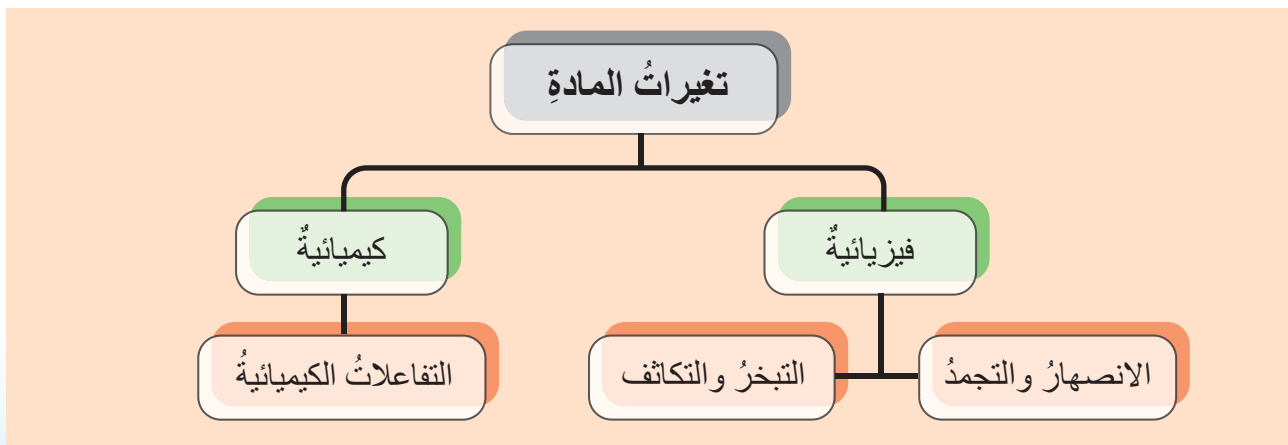 تغيراتُ المادةِ
فيزيائيةٌ
كيميائيةٌ
الانصهارُ والتجمدُ
التبخرُ والتكاثف
التفاعلاتُ الكيميائيةُ